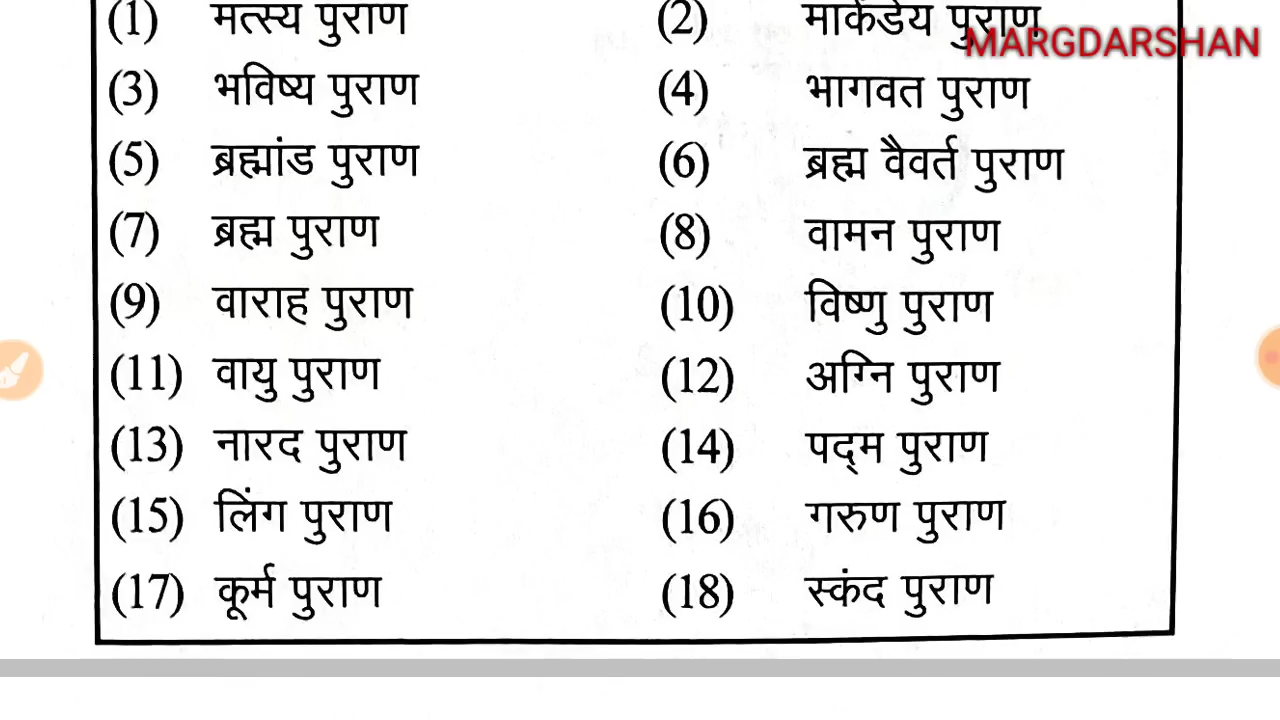 (1) मत्स्य पुराण (2) मार्कंडेय पुराण
MARGDARSHAN
(3) भविष्य पुराण (4) भागवत पुराण
(5) ब्रह्मांड पुराण (6) ब्रह्म वैवर्त पुराण
(7) ब्रह्म पुराण (8) वामन पुराण
(9) वाराह पुराण (10) विष्णु पुराण
(11) वायु पुराण (12) अग्नि पुराण
(13) नारद पुराण (14) पद्म पुराण
(15) लिंग पुराण (16) गरुण पुराण
(17) कूर्म पुराण (18) स्कंद पुराण